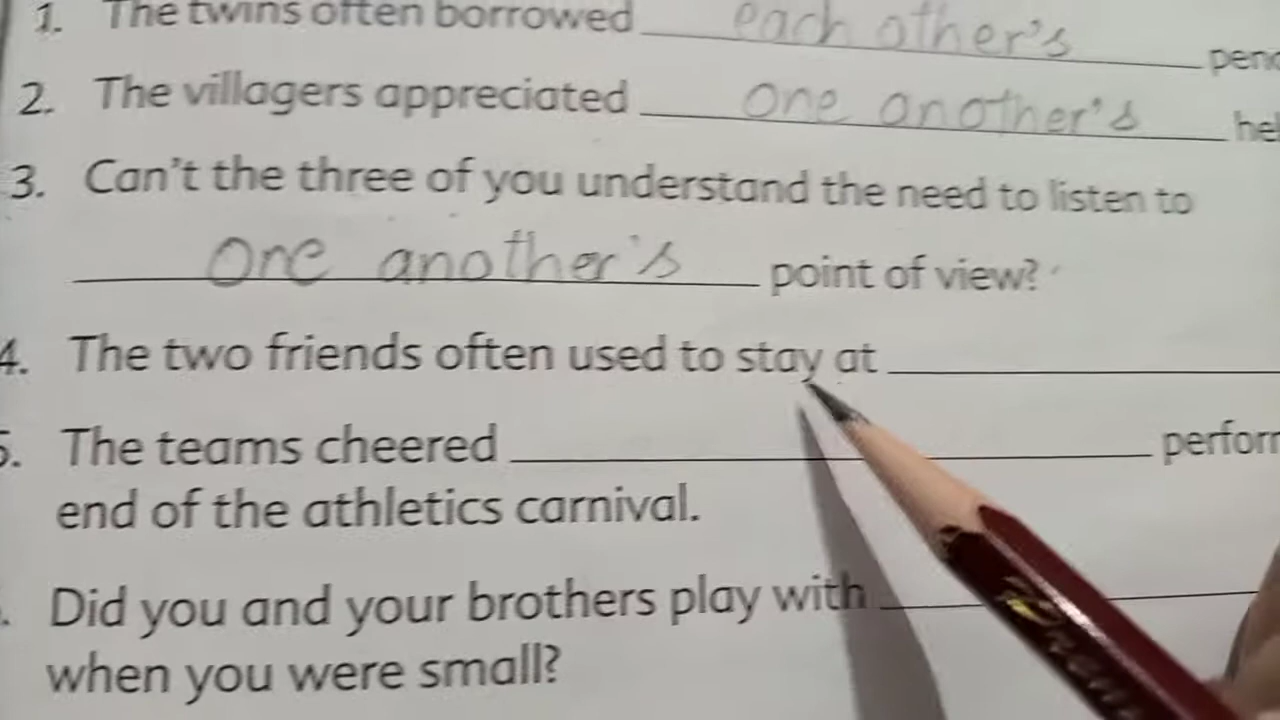 1. The twins often borrowed each other's
2. The villagers appreciated one another's
3. Can't the three of you understand the need to listen to
one another's point of view?
4. The two friends often used to stay at
5. The teams cheered
end of the athletics carnival.
Did you and your brothers play with
when you were small?